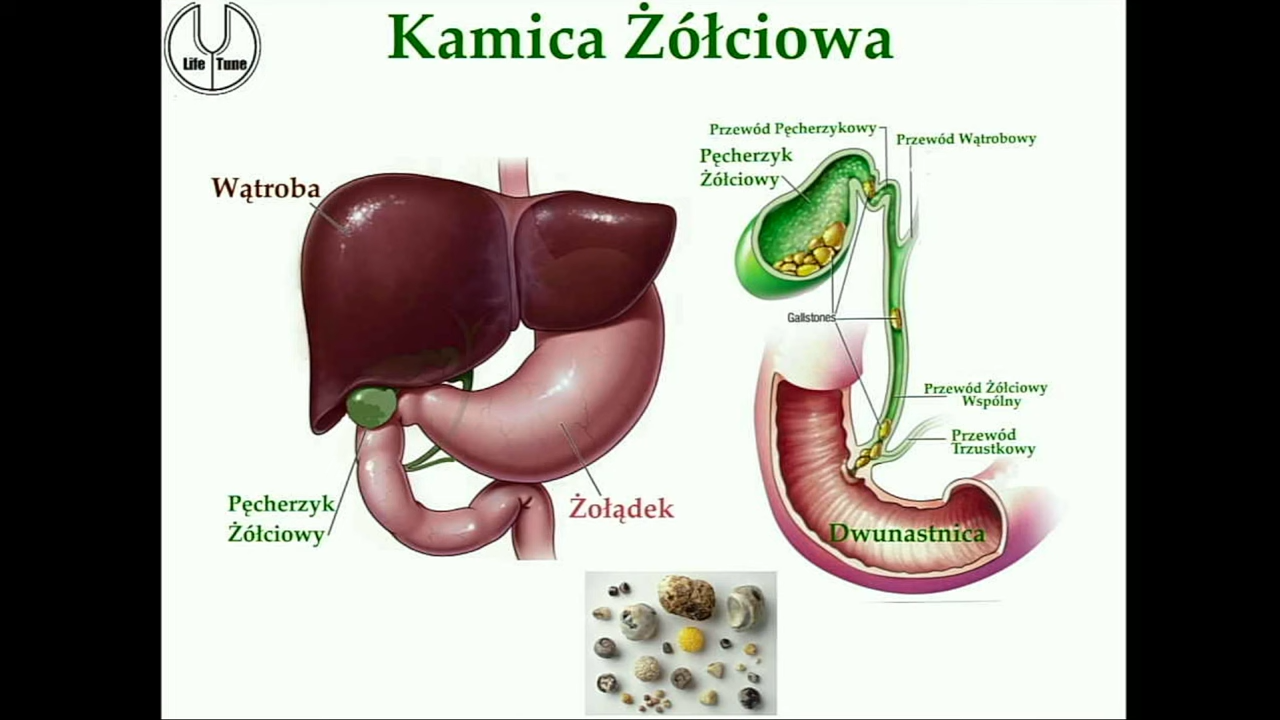 Life Tune
Kamica Żółciowa
Wątroba
Pęcherzyk
Żółciowy
Żołądek
Przewód Pęcherzykowy
Przewód Wątrobowy
Pęcherzyk
Żółciowy
Gallstones
Przewód Żółciowy
Wspólny
Przewód
Trzustkowy
Dwunastnica